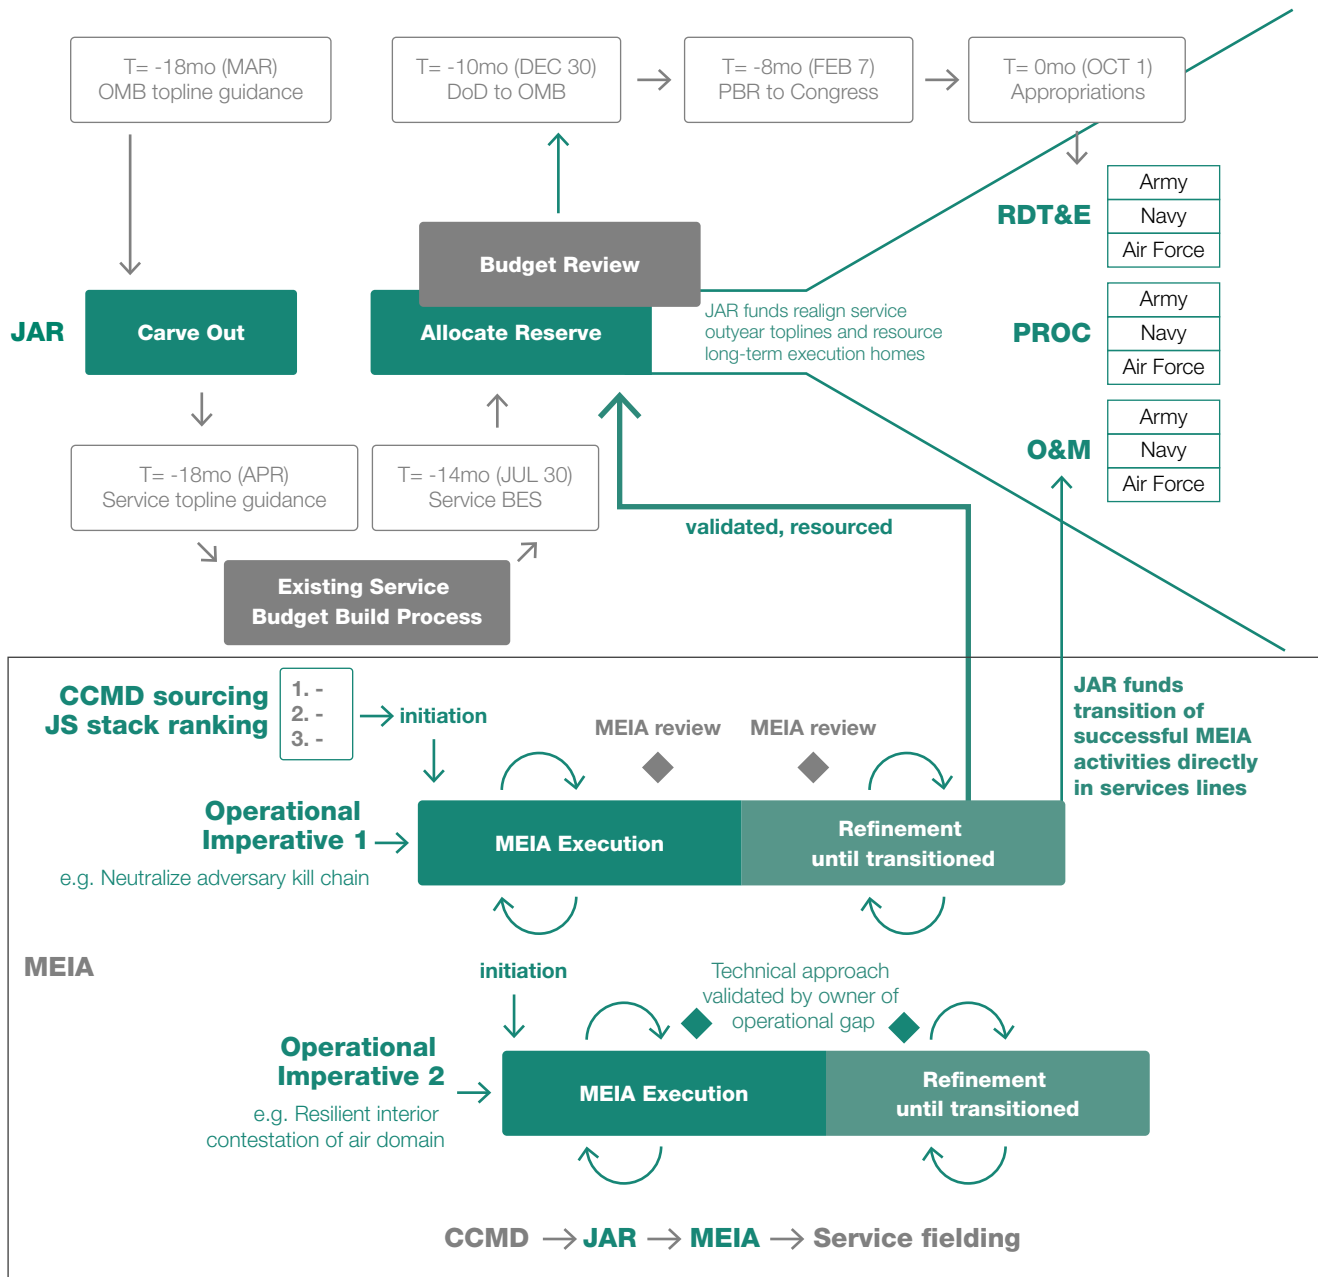 T= -18mo (MAR)
OMB topline guidance
T= -10mo (DEC 30)
DoD to OMB
T= -8mo (FEB 7)
PBR to Congress
T= 0mo (OCT 1)
Appropriations
RDT&E
Army
Navy
Air Force
Budget Review
JAR
Carve Out
Allocate Reserve
JAR funds realign service
outyear toplines and resource
long-term execution homes
PROC
Army
Navy
Air Force
T= -18mo (APR)
Service topline guidance
T= -14mo (JUL 30)
Service BES
O&M
Army
Navy
Air Force
validated, resourced
Existing Service
Budget Build Process
CCMD sourcing
JS stack ranking
1. -
2. -
3. -
initiation
MEIA review
MEIA review
JAR funds
transition of
successful MEIA
activities directly
in services lines
Operational
Imperative 1
e.g. Neutralize adversary kill chain
MEIA Execution
Refinement
until transitioned
MEIA
initiation
Technical approach
validated by owner of
operational gap
Operational
Imperative 2
e.g. Resilient interior
contestation of air domain
MEIA Execution
Refinement
until transitioned
CCMD → JAR → MEIA → Service fielding